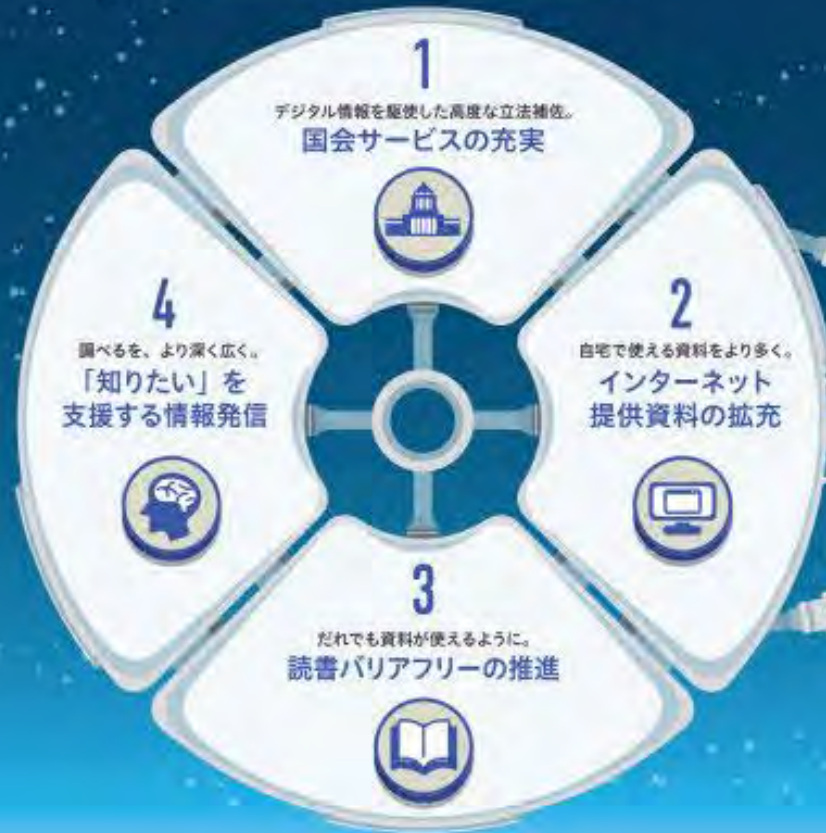 1
デジタル情報を駆使した高度な立法補佐。
国会サービスの充実
2
自宅で使える資料をより多く。
インターネット
提供資料の拡充
3
だれでも資料が使えるように。
読書バリアフリーの推進
4
調べるを、より深く広く。
「知りたい」を
支援する情報発信